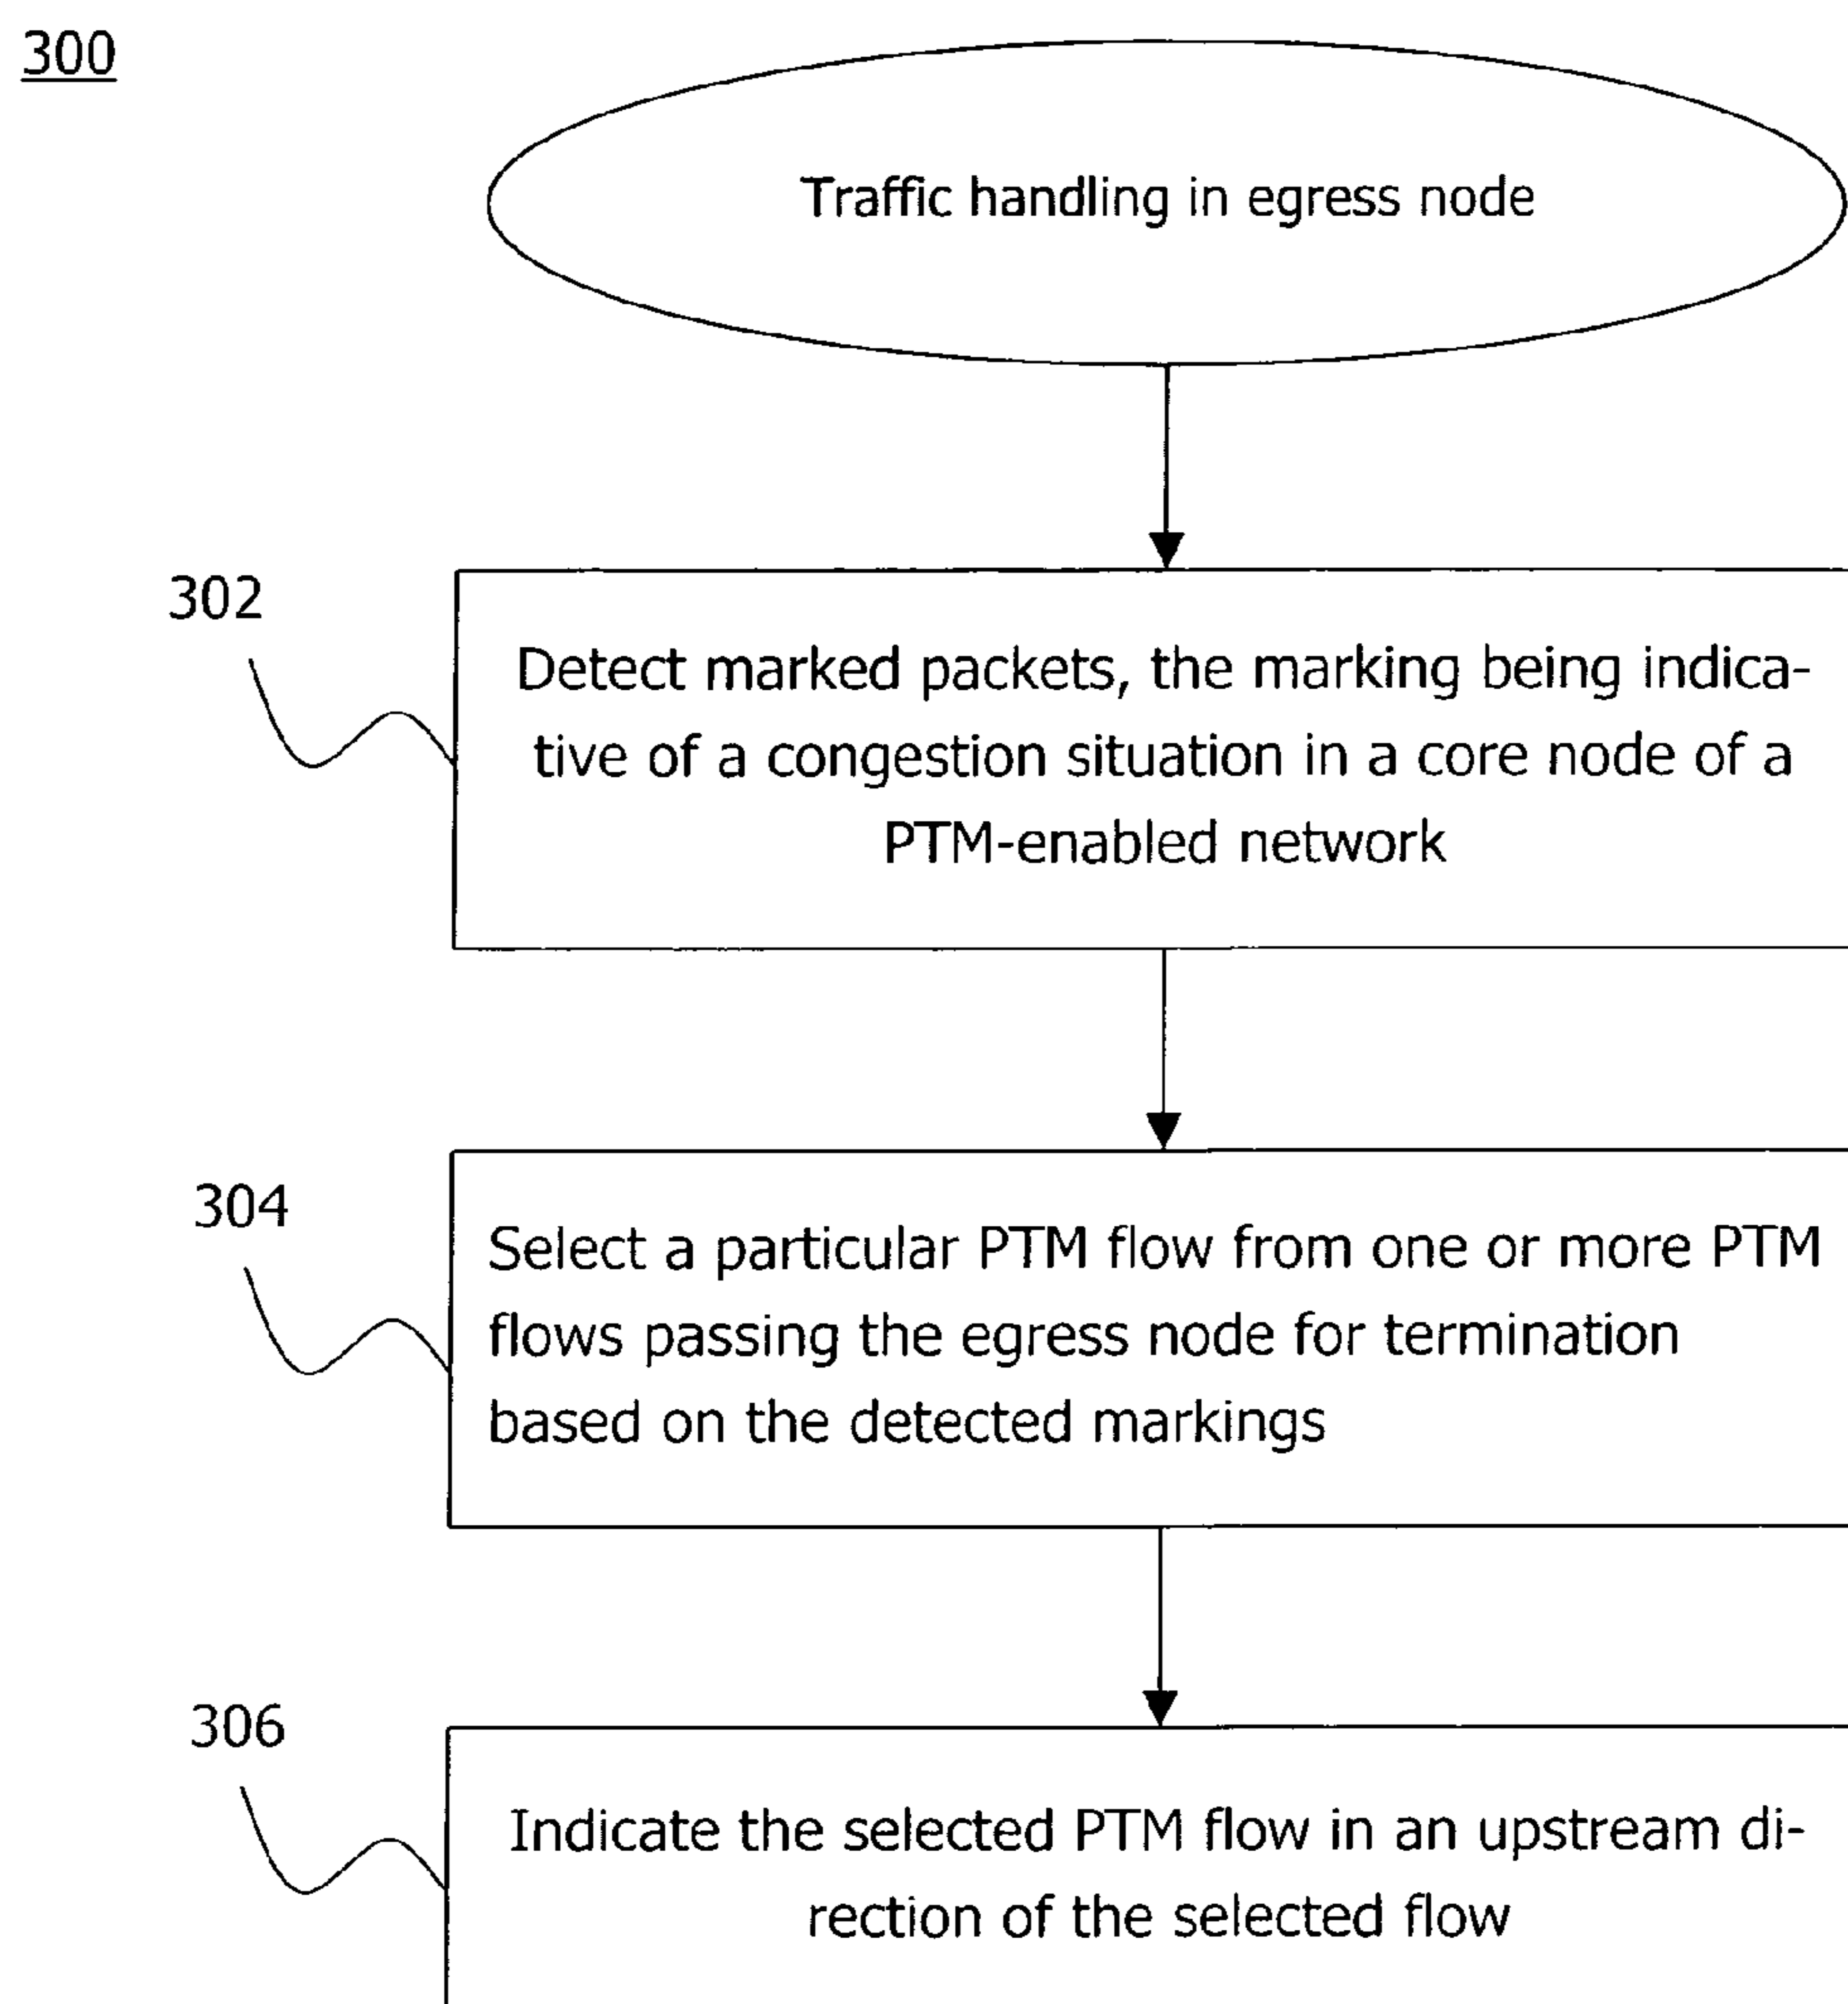 300
Traffic handling in egress node
302
Detect marked packets, the marking being indica-
tive of a congestion situation in a core node of a
PTM-enabled network
304
Select a particular PTM flow from one or more PTM
flows passing the egress node for termination
based on the detected markings
306
Indicate the selected PTM flow in an upstream di-
rection of the selected flow